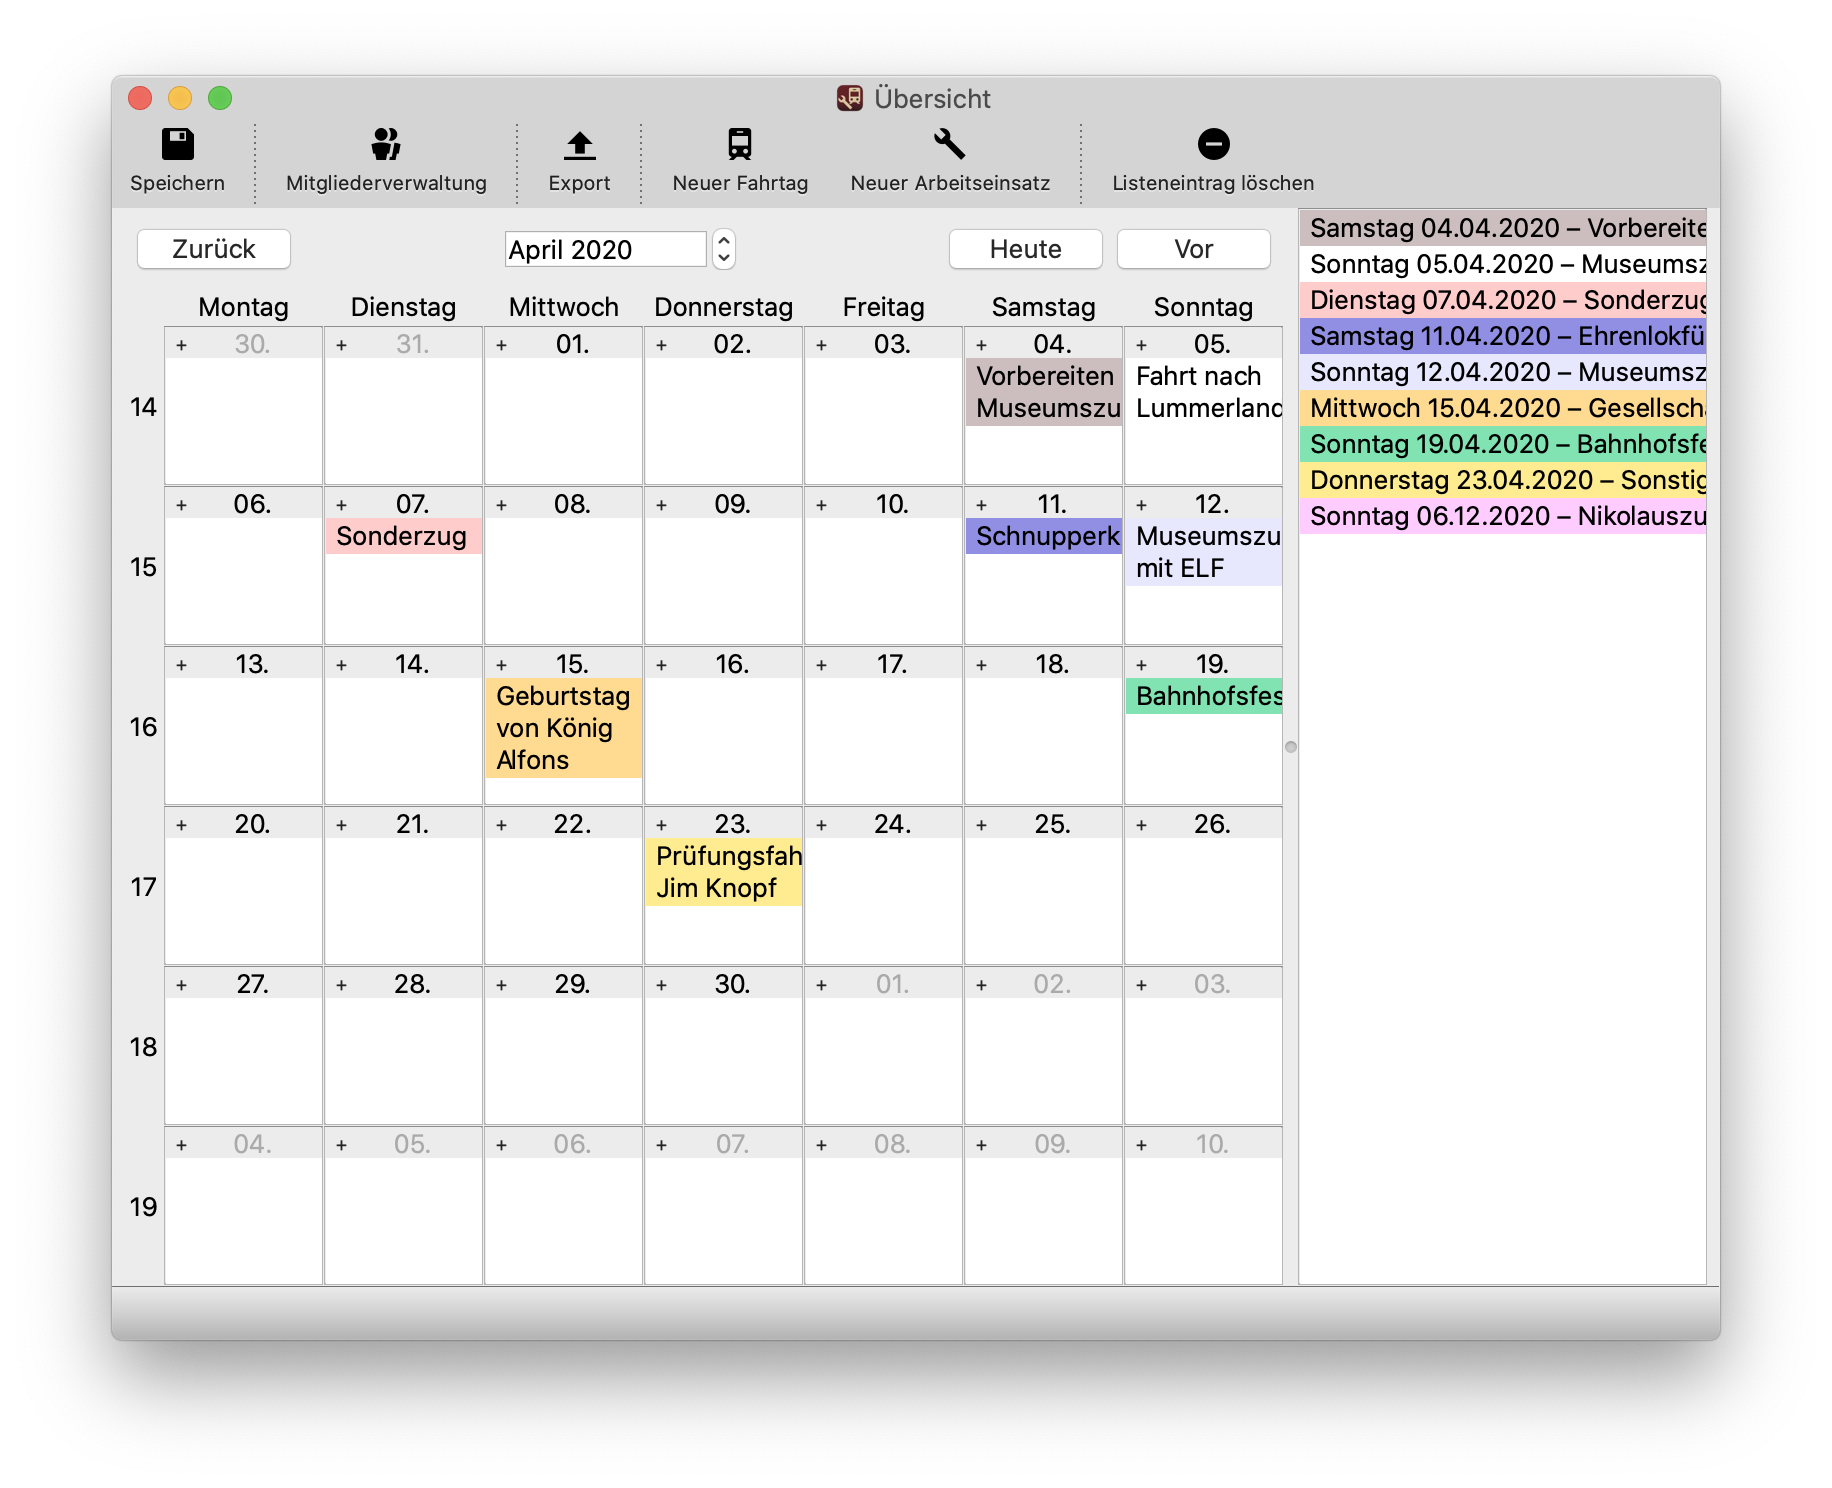 Übersicht
Speichern Mitgliederverwaltung Export Neuer Fahrtag Neuer Arbeitseinsatz Listeneintrag löschen
Zurück April 2020 Heute Vor
Montag Dienstag Mittwoch Donnerstag Freitag Samstag Sonntag
14
+ 30. + 31. + 01. + 02. + 03. + 04. + 05.
Vorbereiten
Museumszu
Fahrt nach
Lummerland
15
+ 06. + 07. + 08. + 09. + 10. + 11. + 12.
Sonderzug
Schnupperk
Museumszu
mit ELF
16
+ 13. + 14. + 15. + 16. + 17. + 18. + 19.
Geburtstag
von König
Alfons
Bahnhofsfes
17
+ 20. + 21. + 22. + 23. + 24. + 25. + 26.
Prüfungsfah
Jim Knopf
18
+ 27. + 28. + 29. + 30. + 01. + 02. + 03.
19
+ 04. + 05. + 06. + 07. + 08. + 09. + 10.
Samstag 04.04.2020 – Vorbereite
Sonntag 05.04.2020 – Museumsz
Dienstag 07.04.2020 – Sonderzug
Samstag 11.04.2020 – Ehrenlokfü
Sonntag 12.04.2020 – Museumsz
Mittwoch 15.04.2020 – Gesellscha
Sonntag 19.04.2020 – Bahnhofsfe
Donnerstag 23.04.2020 – Sonstig
Sonntag 06.12.2020 – Nikolauszu